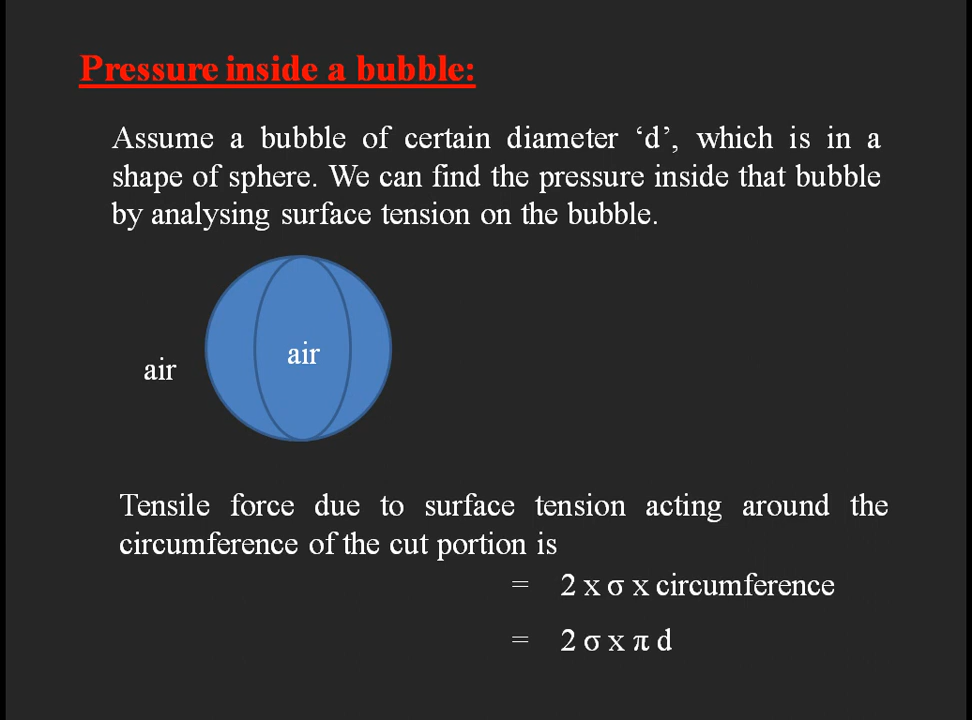 Pressure inside a bubble:
Assume a bubble of certain diameter ‘d’, which is in a
shape of sphere. We can find the pressure inside that bubble
by analysing surface tension on the bubble.
air
air
Tensile force due to surface tension acting around the
circumference of the cut portion is
= 2 x σ x circumference
= 2 σ x π d